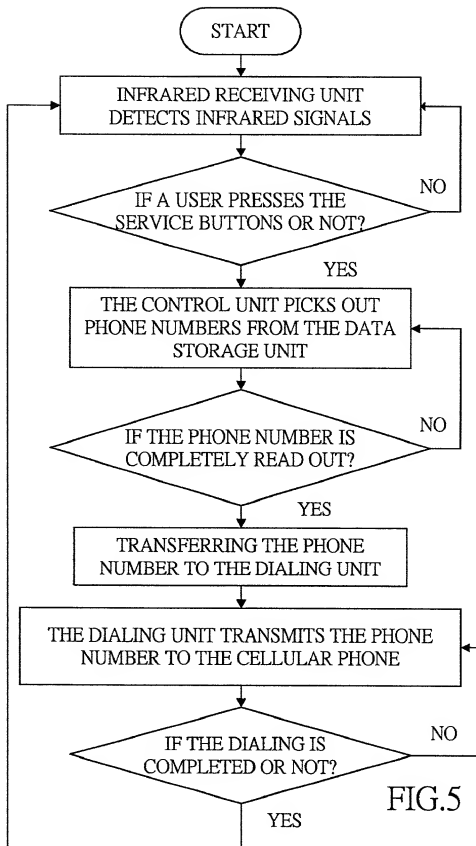 START
INFRARED RECEIVING UNIT
DETECTS INFRARED SIGNALS
NO
IF A USER PRESSES THE
SERVICE BUTTONS OR NOT?
YES
THE CONTROL UNIT PICKS OUT
PHONE NUMBERS FROM THE DATA
STORAGE UNIT
NO
IF THE PHONE NUMBER IS
COMPLETELY READ OUT?
YES
TRANSFERRING THE PHONE
NUMBER TO THE DIALING UNIT
THE DIALING UNIT TRANSMITS THE PHONE
NUMBER TO THE CELLULAR PHONE
NO
IF THE DIALING IS
COMPLETED OR NOT?
YES
FIG.5